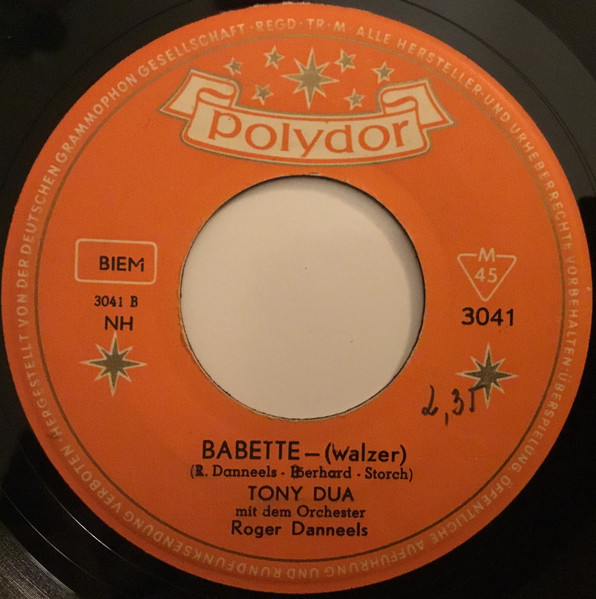 HERGESTELLT VON DER DEUTSCHEN GRAMMOPHON GESELLSCHAFT · REGD · TR · M · ALLE HERSTELLER- UND URHEBERRECHTE VORBEHALTEN · ÜBERSPIELUNG ÖFFENTLICHE AUFFÜHRUNG UND RUNDFUNKSENDUNG VERBOTEN ·
polydor
BIEM
M
45
3041 B
NH
3041
2,35
BABETTE – (Walzer)
(R. Danneels - Eberhard - Storch)
TONY DUA
mit dem Orchester
Roger Danneels